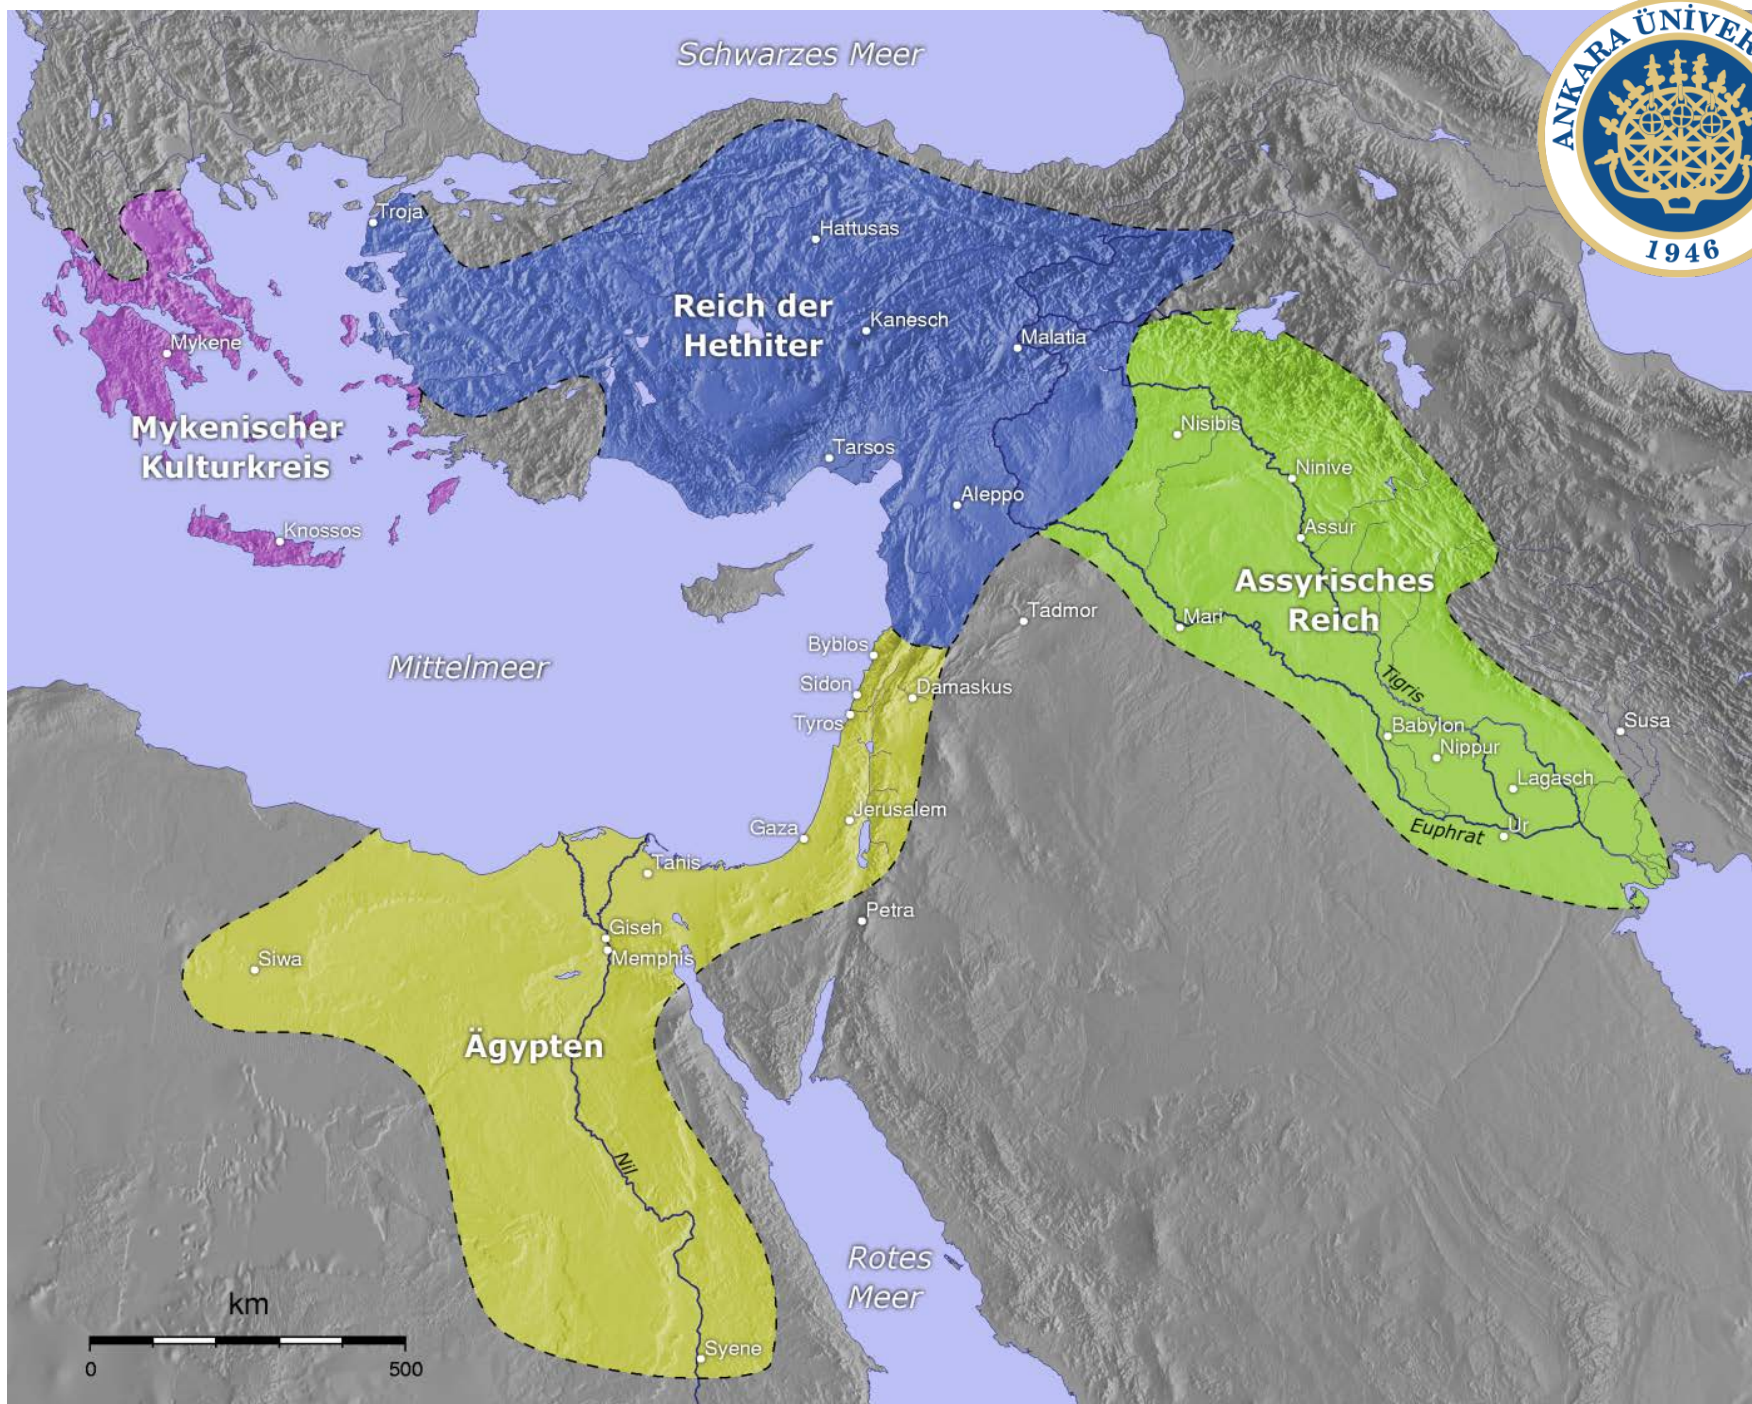 Schwarzes Meer
ANKARA ÜNİVER
1946
Troja
Hattusas
Reich der
Hethiter
Kanesch
Malatia
Mykene
Mykenischer
Kulturkreis
Nisibis
Tarsos
Ninive
Aleppo
Knossos
Assur
Assyrisches
Reich
Tadmor
Mari
Byblos
Mittelmeer
Sidon
Damaskus
Tigris
Tyros
Babylon
Susa
Nippur
Lagasch
Jerusalem
Gaza
Euphrat
Ur
Tanis
Petra
Giseh
Memphis
Siwa
Ägypten
Nil
Rotes
Meer
km
0 500
Syene